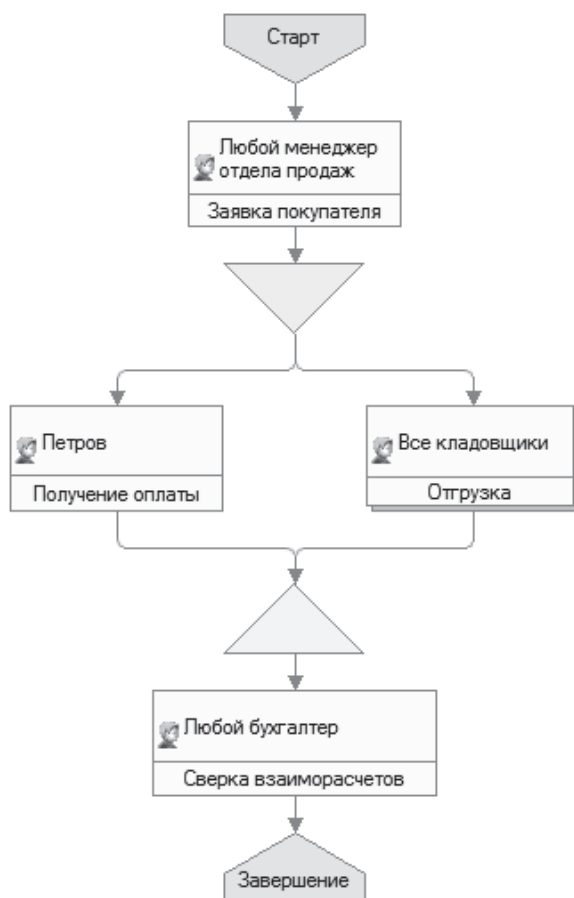 Старт
Любой менеджер
отдела продаж
Заявка покупателя
Петров
Получение оплаты
Все кладовщики
Отгрузка
Любой бухгалтер
Сверка взаиморасчетов
Завершение